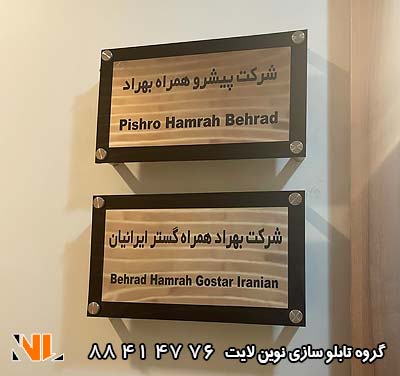 شرکت پیشرو همراه بهراد
Pishro Hamrah Behrad
شرکت بهراد همراه گستر ایرانیان
Behrad Hamrah Gostar Iranian
گروه تابلو سازی نوین لایت ۷۶ ۴۷ ۴۱ ۸۸
NL